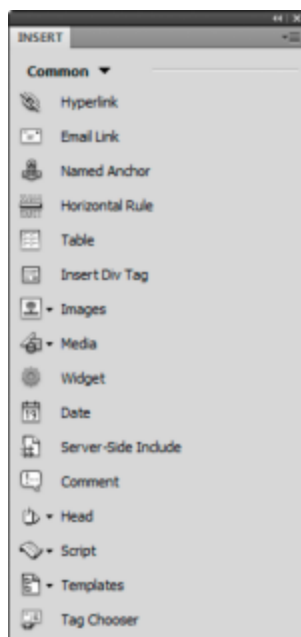 INSERT
Common
Hyperlink
Email Link
Named Anchor
Horizontal Rule
Table
Insert Div Tag
Images
Media
Widget
Date
19
Server-Side Include
Comment
Head
Script
Templates
Tag Chooser